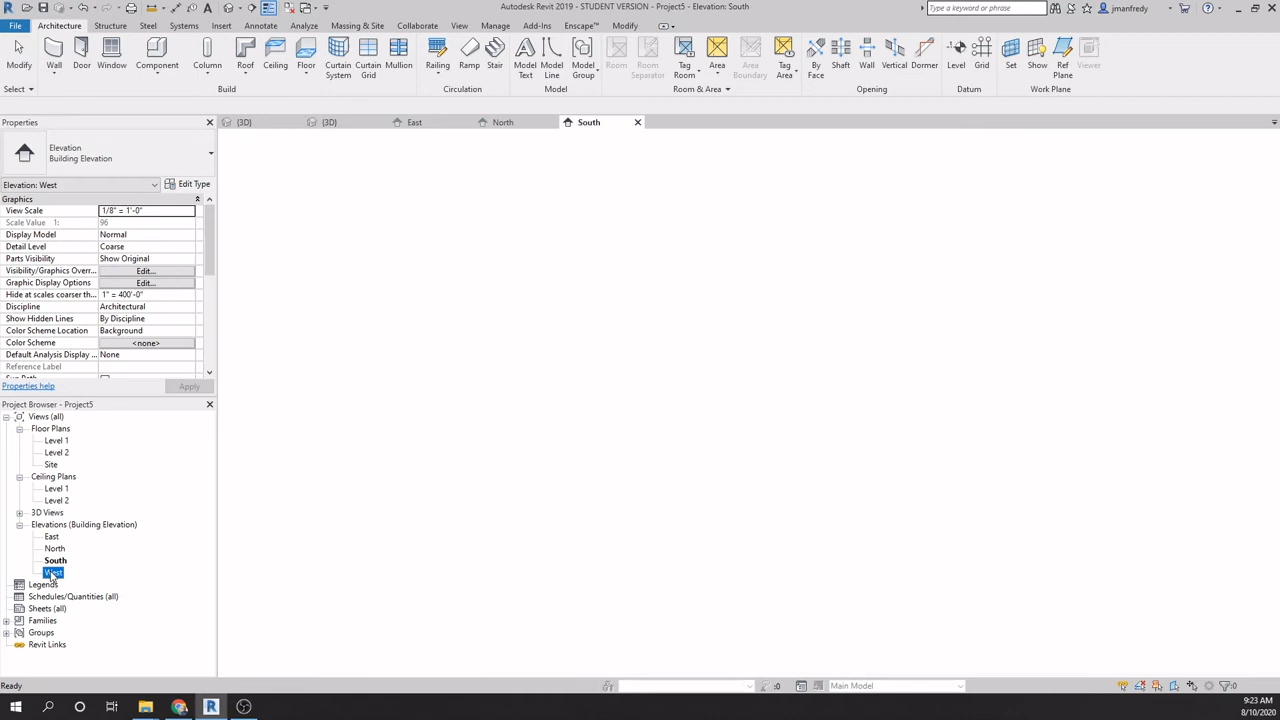 Autodesk Revit 2019 - STUDENT VERSION - Project5 - Elevation: South
Type a keyword or phrase
jmanfredy
File Architecture Structure Steel Systems Insert Annotate Analyze Massing & Site Collaborate View Manage Add-Ins Enscape™ Modify
Modify Wall Door Window Component Column Roof Ceiling Floor Curtain System Curtain Grid Mullion Railing Ramp Stair Model Text Model Line Model Group Room Room Separator Tag Room Area Area Boundary Tag Area By Face Shaft Wall Vertical Dormer Level Grid Set Show Ref Plane Viewer
Select Build Circulation Model Room & Area Opening Datum Work Plane
Properties
{3D} {3D} East North South
Elevation
Building Elevation
Elevation: West Edit Type
Graphics
View Scale 1/8" = 1'-0"
Scale Value 1: 96
Display Model Normal
Detail Level Coarse
Parts Visibility Show Original
Visibility/Graphics Over... Edit...
Graphic Display Options Edit...
Hide at scales coarser th... 1" = 400'-0"
Discipline Architectural
Show Hidden Lines By Discipline
Color Scheme Location Background
Color Scheme <none>
Default Analysis Display ... None
Reference Label
Properties help Apply
Project Browser - Project5
Views (all)
Floor Plans
Level 1
Level 2
Site
Ceiling Plans
Level 1
Level 2
3D Views
Elevations (Building Elevation)
East
North
South
West
Legends
Schedules/Quantities (all)
Sheets (all)
Families
Groups
Revit Links
Ready :0 Main Model :0
9:23 AM
8/10/2020